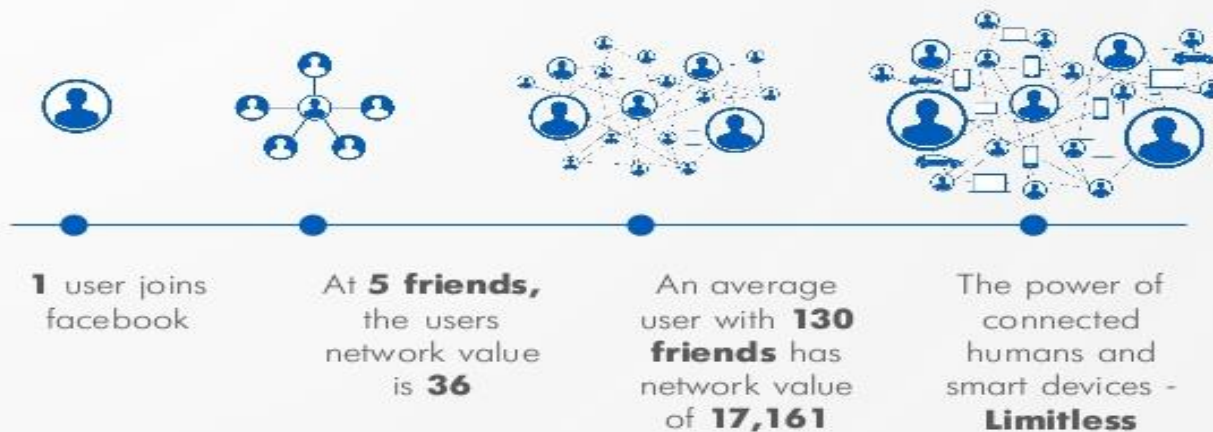 1 user joins
facebook
At 5 friends,
the users
network value
is 36
An average
user with 130
friends has
network value
of 17,161
The power of
connected
humans and
smart devices -
Limitless